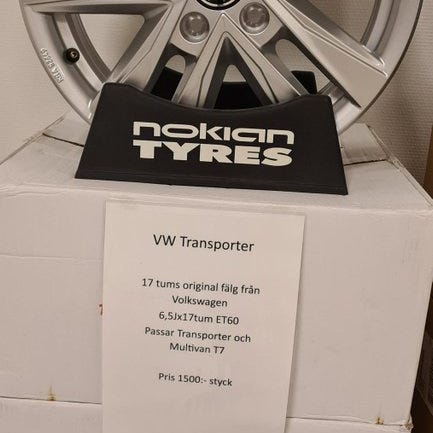 nokian
TYRES
VW Transporter
17 tums original fälg från
Volkswagen
6,5Jx17tum ET60
Passar Transporter och
Multivan T7
Pris 1500:- styck